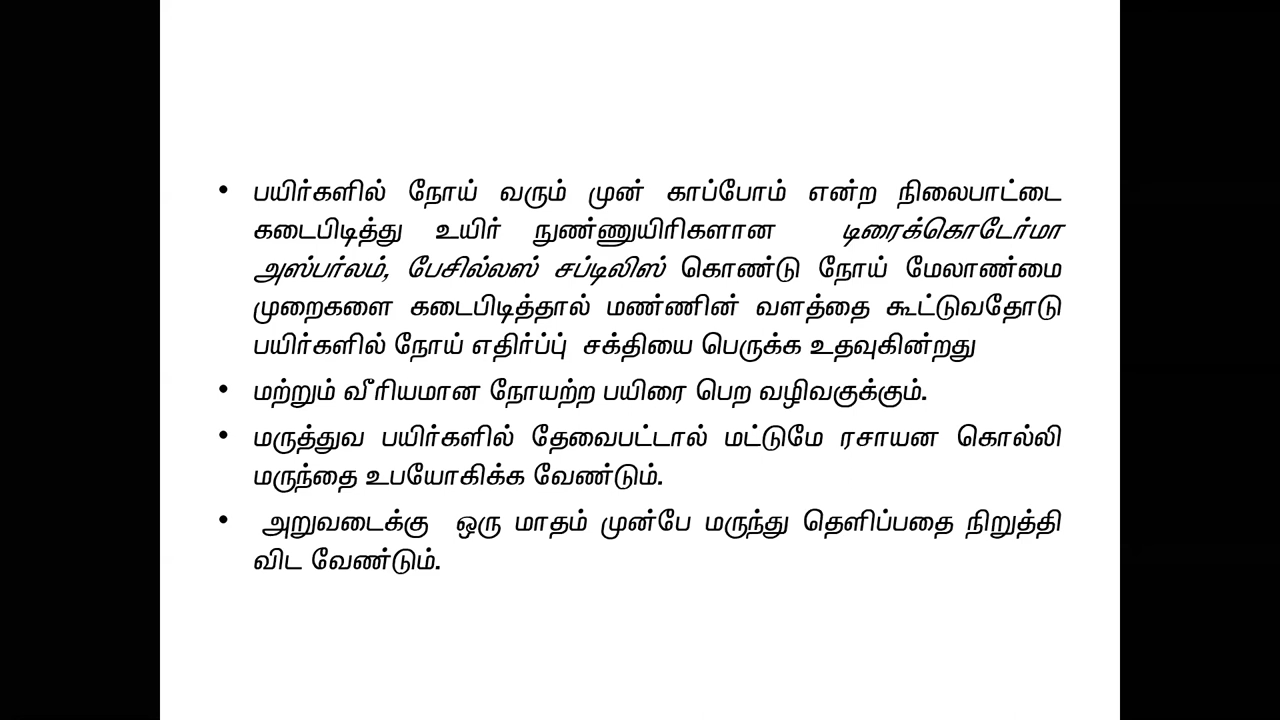 • பயிர்களில் நோய் வரும் முன் காப்போம் என்ற நிலைபாட்டை
கடைபிடித்து உயிர் நுண்ணுயிரிகளான டிரைக்கொடேர்மா
அஸ்பர்லம், பேசில்லஸ் சப்டிலிஸ் கொண்டு நோய் மேலாண்மை
முறைகளை கடைபிடித்தால் மண்ணின் வளத்தை கூட்டுவதோடு
பயிர்களில் நோய் எதிர்ப்ப் சக்தியை பெருக்க உதவுகின்றது
• மற்றும் வீரியமான நோயற்ற பயிரை பெற வழிவகுக்கும்.
• மருத்துவ பயிர்களில் தேவைபட்டால் மட்டுமே ரசாயன கொல்லி
மருந்தை உபயோகிக்க வேண்டும்.
• அறுவடைக்கு ஒரு மாதம் முன்பே மருந்து தெளிப்பதை நிறுத்தி
விட வேண்டும்.